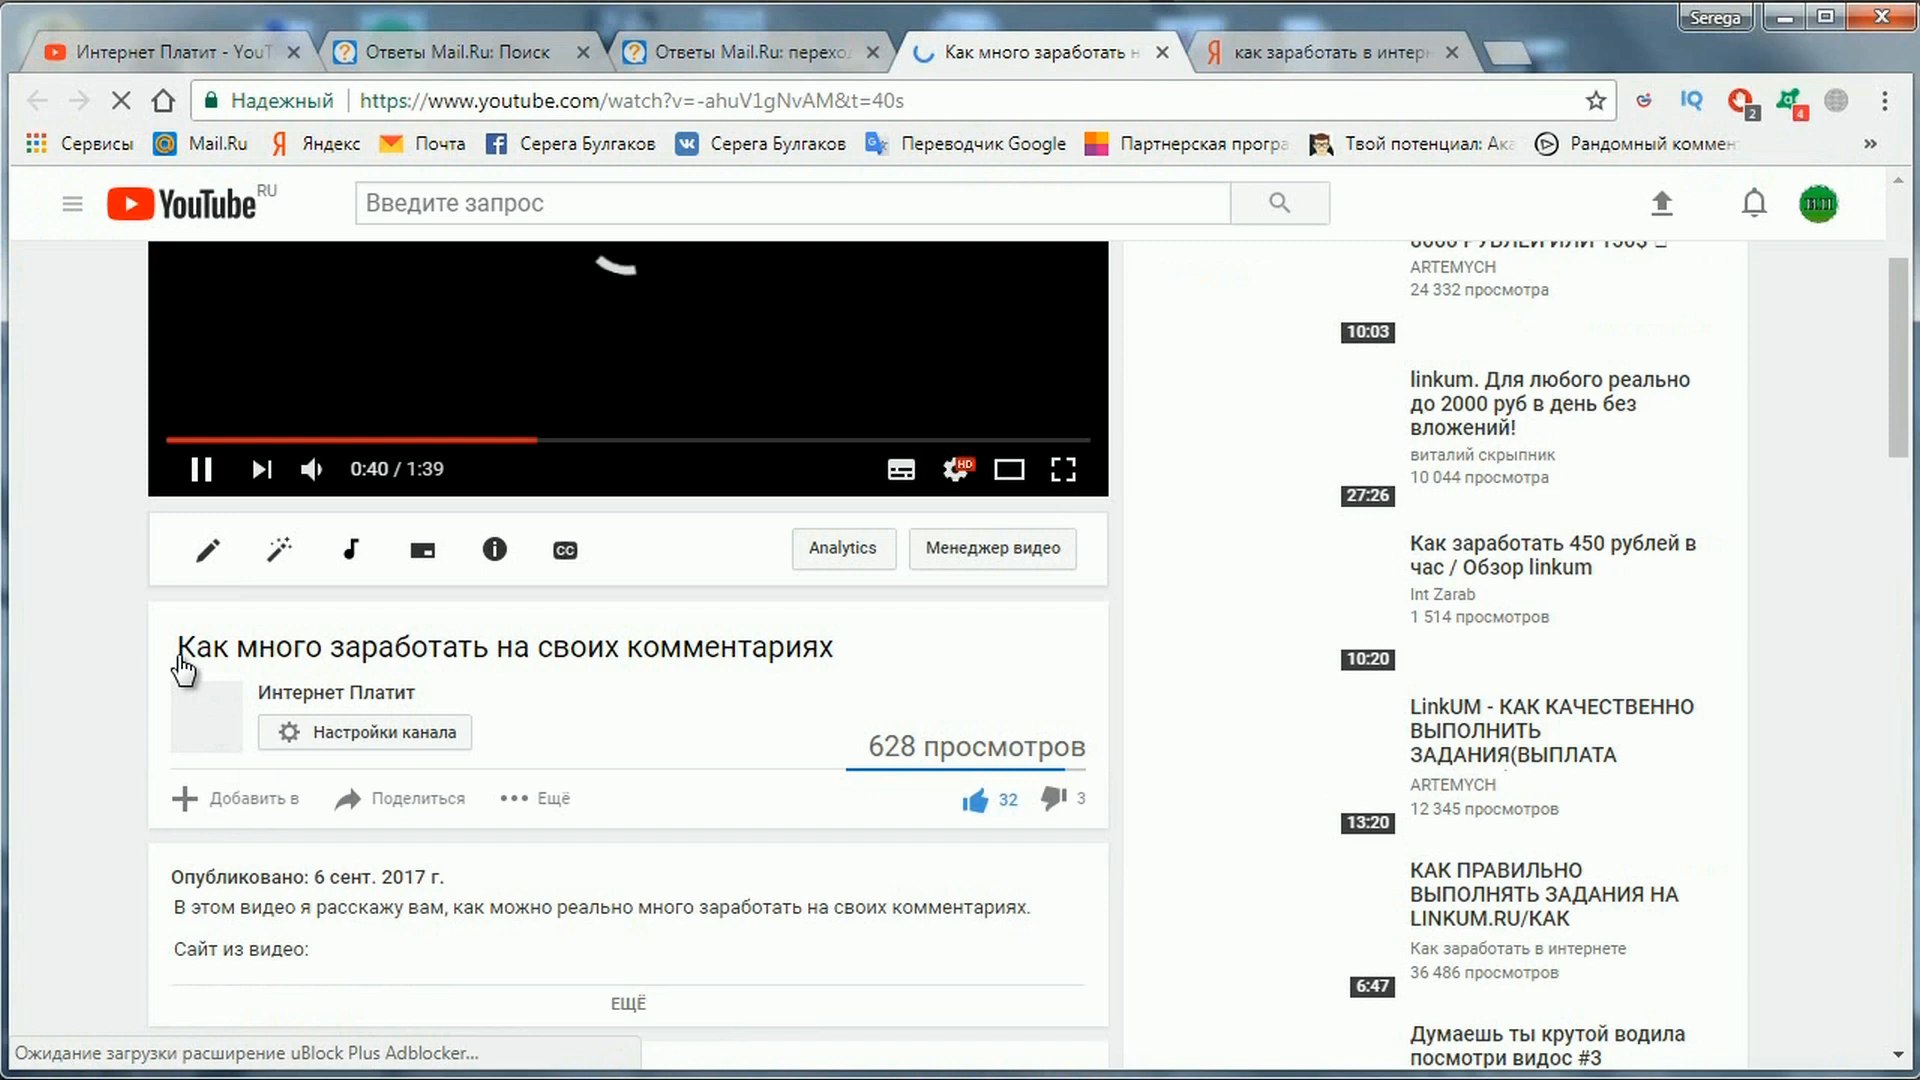 Serega
Интернет Платит - YouT
Ответы Mail.Ru: Поиск
Ответы Mail.Ru: перехо
Как много заработать н
как заработать в интерн
Надежный
https://www.youtube.com/watch?v=-ahuV1gNvAM&t=40s
IQ
2
4
Сервисы
Mail.Ru
Яндекс
Почта
Серега Булгаков
Серега Булгаков
Переводчик Google
Партнерская програ
Твой потенциал: Ака
Рандомный коммен
»
YouTube RU
Введите запрос
ARTEMYCH
24 332 просмотра
10:03
linkum. Для любого реально
до 2000 руб в день без
вложений!
виталий скрыпник
10 044 просмотра
27:26
0:40 / 1:39
HD
CC
Analytics
Менеджер видео
Как заработать 450 рублей в
час / Обзор linkum
Int Zarab
1 514 просмотров
10:20
Как много заработать на своих комментариях
Интернет Платит
Настройки канала
628 просмотров
Добавить в
Поделиться
Ещё
32
3
LinkUM - КАК КАЧЕСТВЕННО
ВЫПОЛНИТЬ
ЗАДАНИЯ(ВЫПЛАТА
ARTEMYCH
12 345 просмотров
13:20
Опубликовано: 6 сент. 2017 г.
В этом видео я расскажу вам, как можно реально много заработать на своих комментариях.
Сайт из видео:
ЕЩЁ
КАК ПРАВИЛЬНО
ВЫПОЛНЯТЬ ЗАДАНИЯ НА
LINKUM.RU/КАК
Как заработать в интернете
36 486 просмотров
6:47
Думаешь ты крутой водила
посмотри видос #3
Ожидание загрузки расширение uBlock Plus Adblocker...